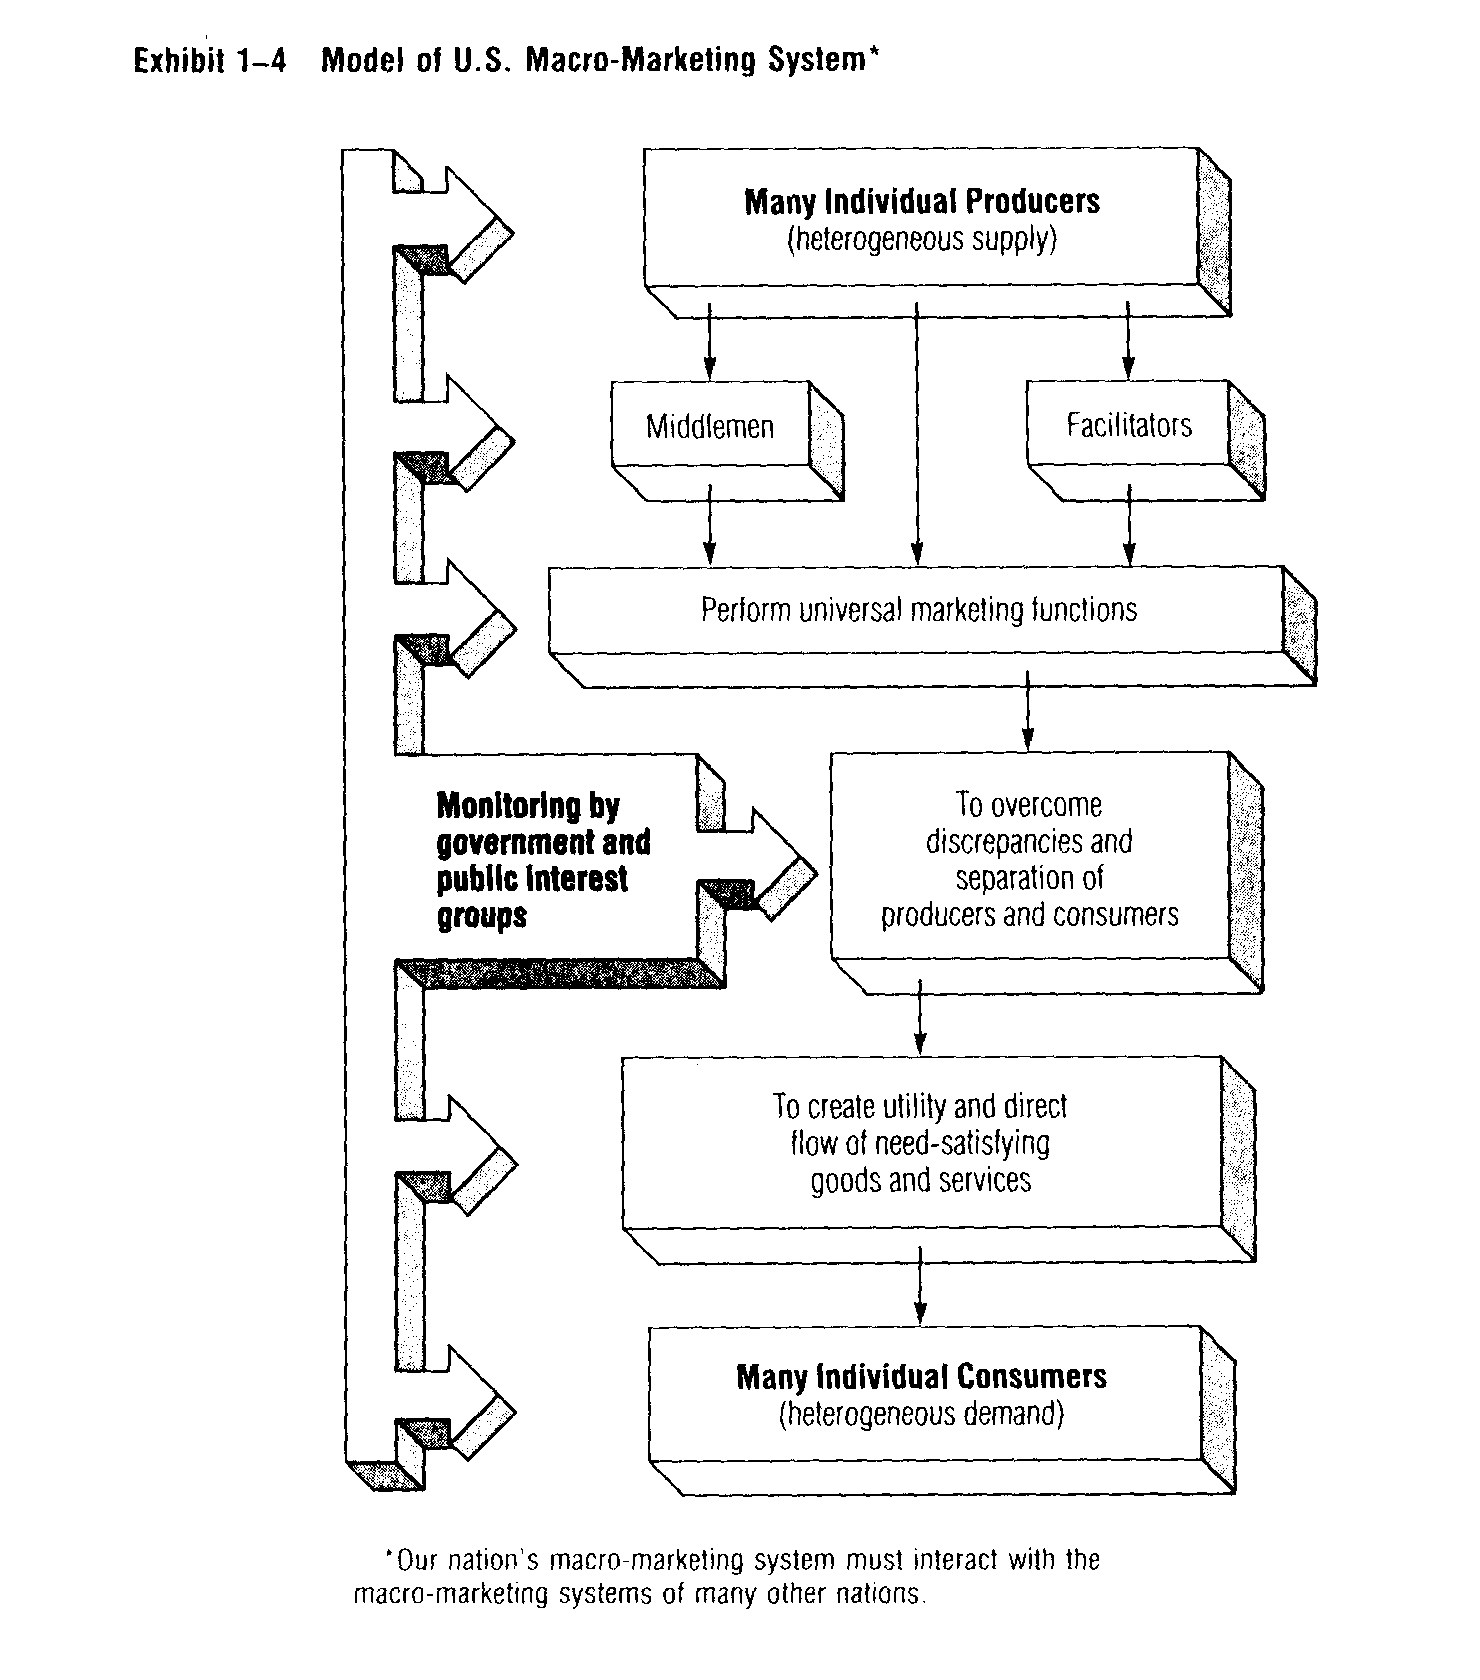 Exhibit 1–4 Model of U.S. Macro-Marketing System*
Many Individual Producers
(heterogeneous supply)
Middlemen
Facilitators
Perform universal marketing functions
Monitoring by
government and
public interest
groups
To overcome
discrepancies and
separation of
producers and consumers
To create utility and direct
flow of need-satisfying
goods and services
Many Individual Consumers
(heterogeneous demand)
*Our nation's macro-marketing system must interact with the
macro-marketing systems of many other nations.